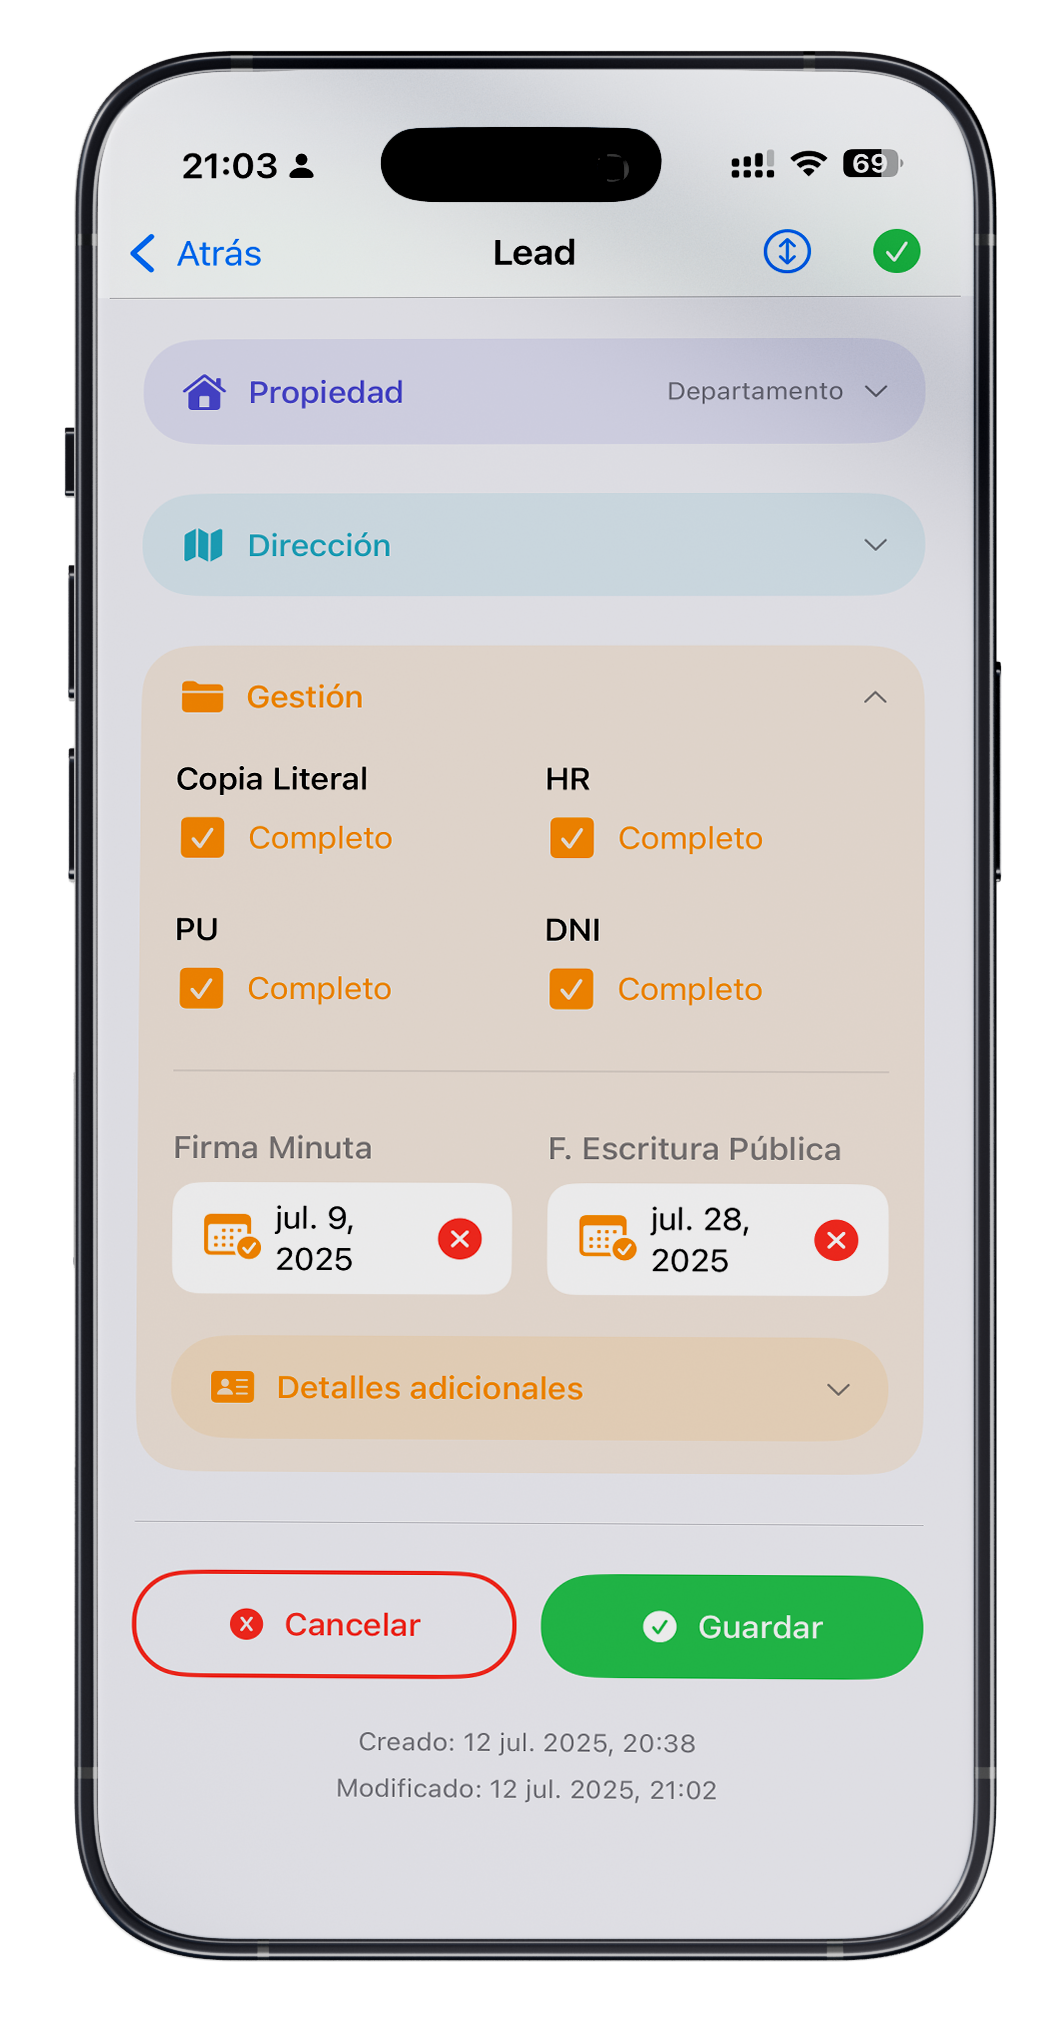 21:03
69
Atrás
Lead
Propiedad
Departamento
Dirección
Gestión
Copia Literal
HR
Completo
Completo
PU
DNI
Completo
Completo
Firma Minuta
F. Escritura Pública
jul. 9,
2025
jul. 28,
2025
Detalles adicionales
Cancelar
Guardar
Creado: 12 jul. 2025, 20:38
Modificado: 12 jul. 2025, 21:02